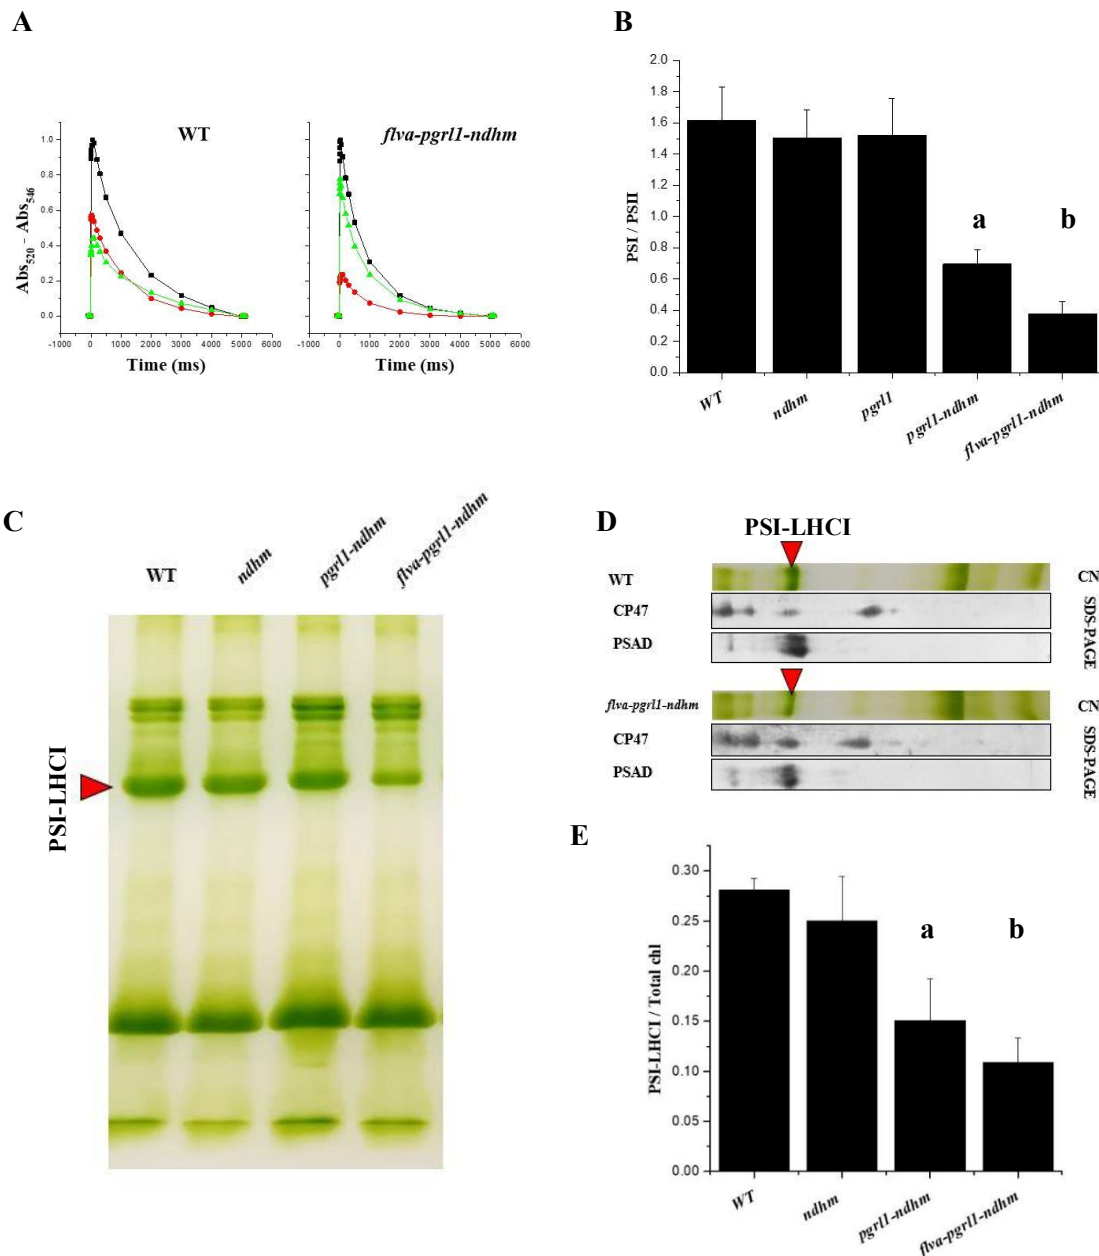 A
WT
flva-pgrl1-ndhm
Abs520 - Abs546
1.0
0.8
0.6
0.4
0.2
0.0
-1000 0 1000 2000 3000 4000 5000 6000
-1000 0 1000 2000 3000 4000 5000 6000
Time (ms)
Time (ms)
B
PSI / PSII
2.0
1.8
1.6
1.4
1.2
1.0
0.8
0.6
0.4
0.2
0.0
a
b
WT
ndhm
pgrl1
pgrl1-ndhm
flva-pgrl1-ndhm
C
WT
ndhm
pgrl1-ndhm
flva-pgrl1-ndhm
PSI-LHCI
D
PSI-LHCI
WT
CN
CP47
PSAD
SDS-PAGE
flva-pgrl1-ndhm
CN
CP47
PSAD
SDS-PAGE
E
PSI-LHCI / Total chl
0.30
0.25
0.20
0.15
0.10
0.05
0.00
a
b
WT
ndhm
pgrl1-ndhm
flva-pgrl1-ndhm